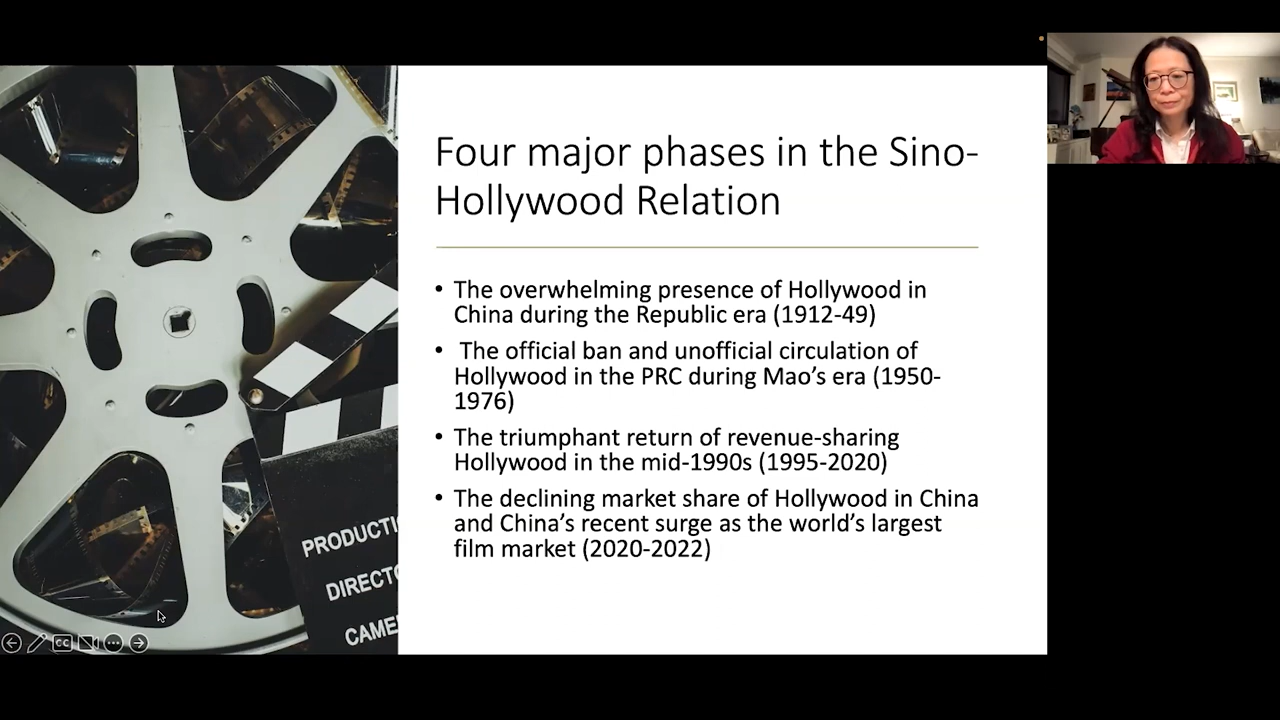 Four major phases in the Sino-
Hollywood Relation
• The overwhelming presence of Hollywood in
China during the Republic era (1912-49)
• The official ban and unofficial circulation of
Hollywood in the PRC during Mao’s era (1950-
1976)
• The triumphant return of revenue-sharing
Hollywood in the mid-1990s (1995-2020)
• The declining market share of Hollywood in China
and China’s recent surge as the world’s largest
film market (2020-2022)
PRODUCTI
DIRECTO
CAME
CC